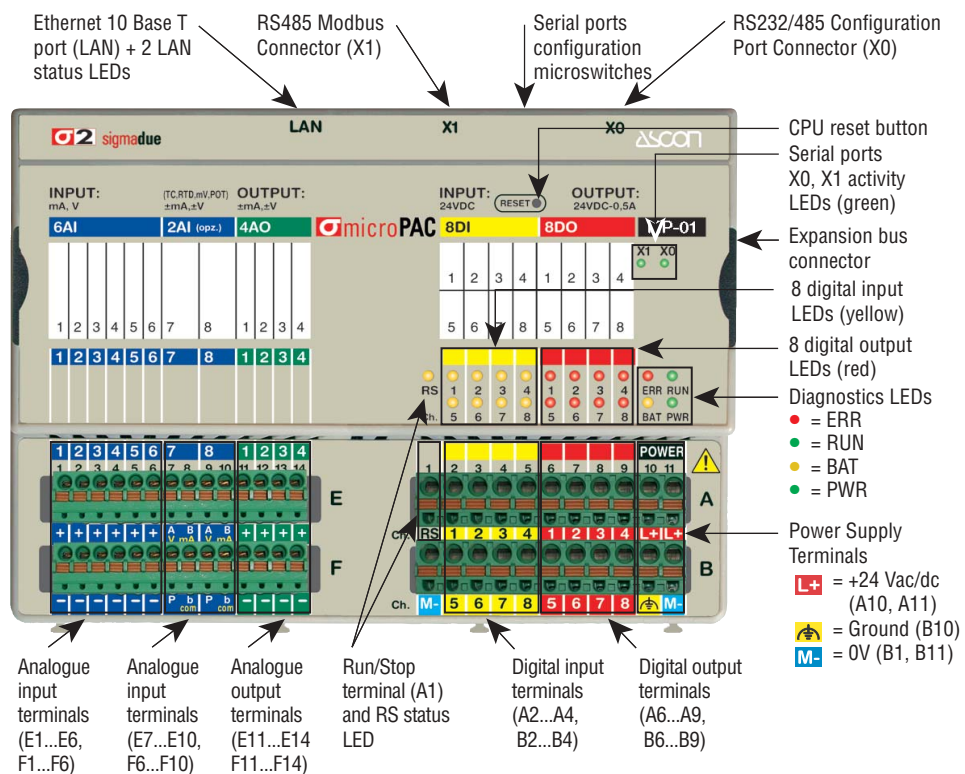 Ethernet 10 Base T
port (LAN) + 2 LAN
status LEDs
RS485 Modbus
Connector (X1)
Serial ports
configuration
microswitches
RS232/485 Configuration
Port Connector (X0)
LAN
X1
X0
σ2 sigmadue
ASCON
CPU reset button
Serial ports
X0, X1 activity
LEDs (green)
Expansion bus
connector
8 digital input
LEDs (yellow)
8 digital output
LEDs (red)
Diagnostics LEDs
= ERR
= RUN
= BAT
= PWR
INPUT:
mA, V
(TC,RTD,mV,POT)
±mA,±V
OUTPUT:
±mA,±V
INPUT:
24VDC
RESET
OUTPUT:
24VDC-0,5A
6AI
2AI (opz.)
4AO
σmicroPAC
8DI
8DO
P-01
X1 X0
1 2 3 4 1 2 3 4
1 2 3 4 5 6 7 8 1 2 3 4
5 6 7 8 5 6 7 8
1 2 3 4 5 6 7 8 1 2 3 4
RS 1 2 3 4 1 2 3 4 ERR RUN
Ch. 5 6 7 8 5 6 7 8 BAT PWR
1 2 3 4 5 6 7 8 1 2 3 4 POWER
1 2 3 4 5 6 7 8 9 10 11 12 13 14
1 2 3 4 5 6 7 8 9 10 11
E
A
+ + + + + + A B A B + + + +
V mA V mA
Ch. RS 1 2 3 4 1 2 3 4 L+ L+
F
B
− − − − − − P b P b − − − −
com com
Ch. M- 5 6 7 8 5 6 7 8 M-
Power Supply
Terminals
L+ = +24 Vac/dc
(A10, A11)
= Ground (B10)
M- = 0V (B1, B11)
Analogue
input
terminals
(E1...E6,
F1...F6)
Analogue
input
terminals
(E7...E10,
F6...F10)
Analogue
output
terminals
(E11...E14
F11...F14)
Run/Stop
terminal (A1)
and RS status
LED
Digital input
terminals
(A2...A4,
B2...B4)
Digital output
terminals
(A6...A9,
B6...B9)